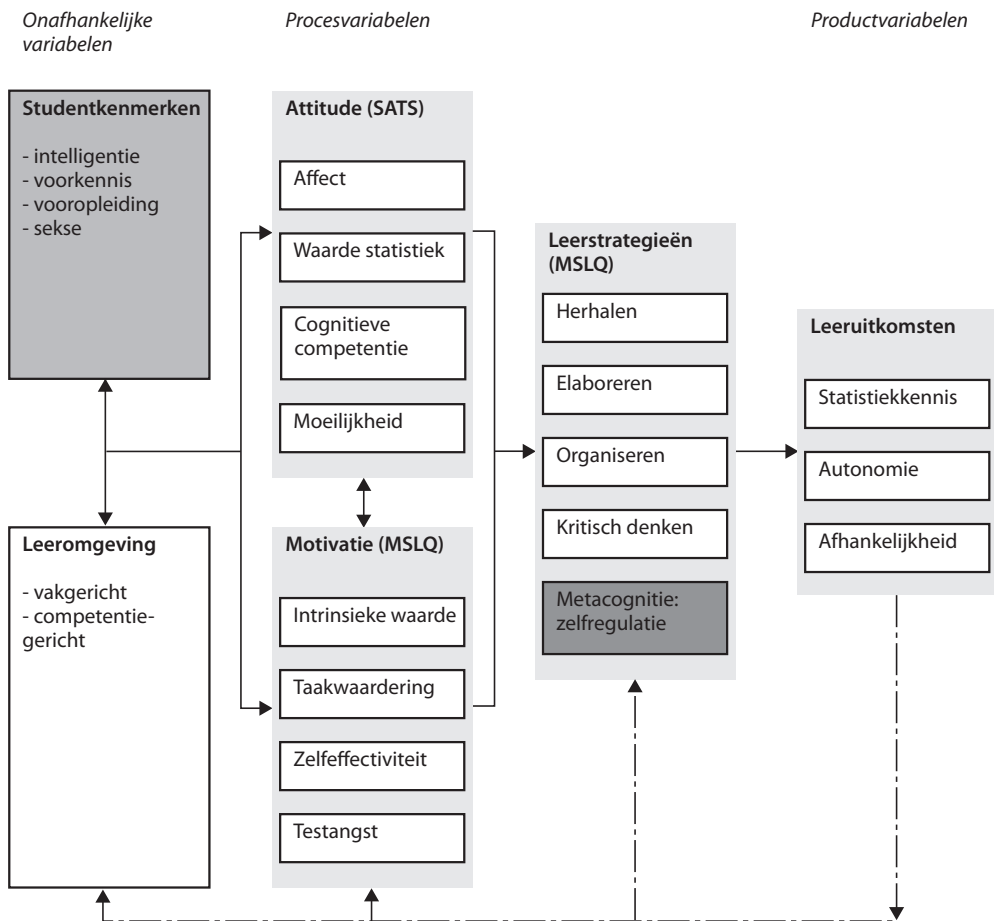 Onafhankelijke
variabelen
Procesvariabelen
Productvariabelen
Studentkenmerken
- intelligentie
- voorkennis
- vooropleiding
- sekse
Leeromgeving
- vakgericht
- competentie-
gericht
Attitude (SATS)
Affect
Waarde statistiek
Cognitieve
competentie
Moeilijkheid
Motivatie (MSLQ)
Intrinsieke waarde
Taakwaardering
Zelfeffectiviteit
Testangst
Leerstrategieën
(MSLQ)
Herhalen
Elaboreren
Organiseren
Kritisch denken
Metacognitie:
zelfregulatie
Leeruitkomsten
Statistiekkennis
Autonomie
Afhankelijkheid